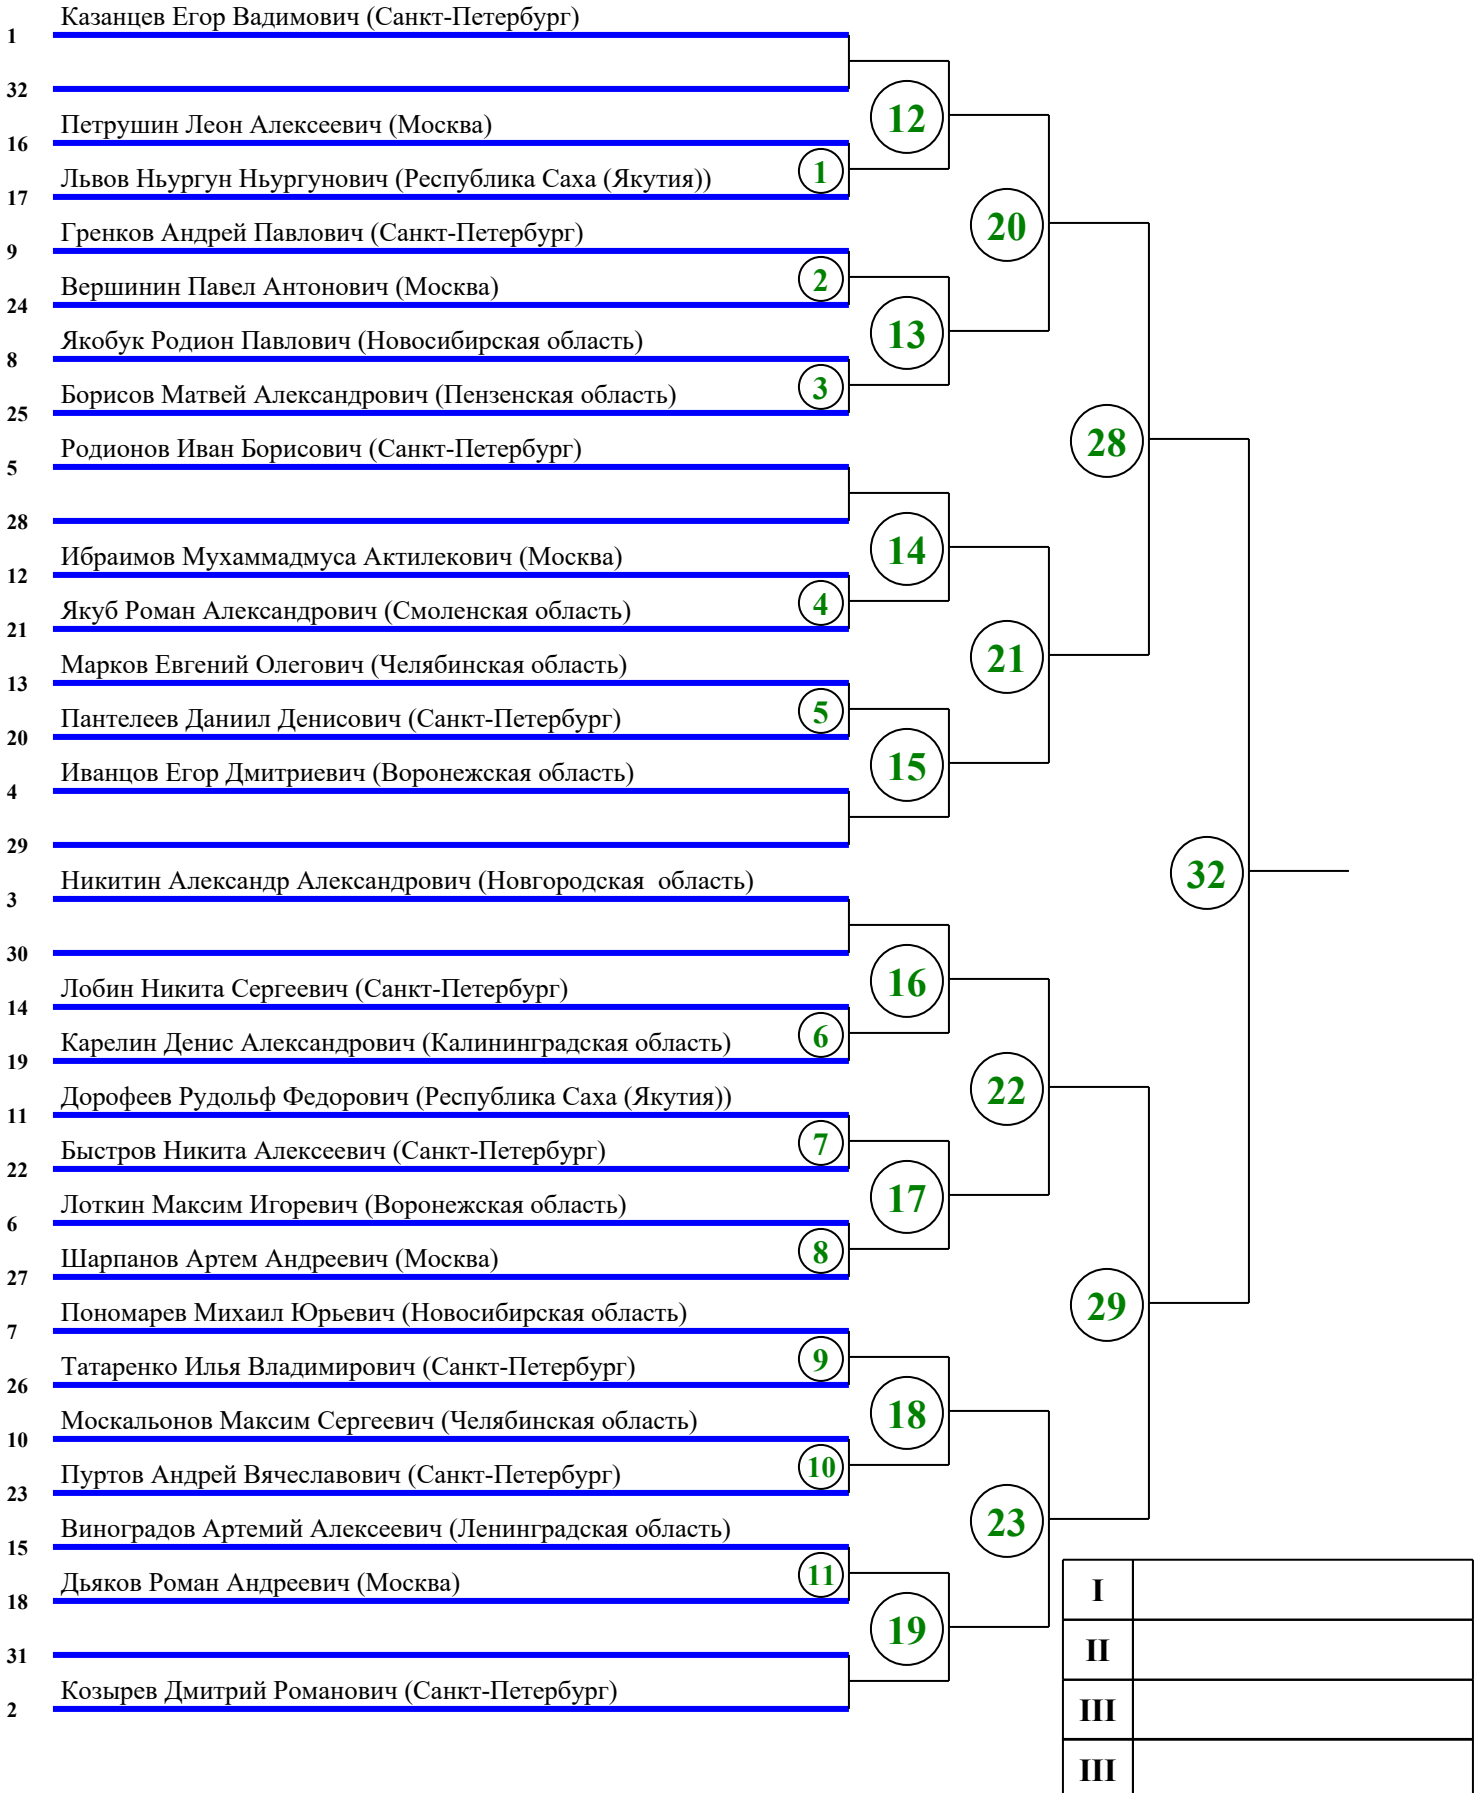 Казанцев Егор Вадимович (Санкт-Петербург)
1
32
12
Петрушин Леон Алексеевич (Москва)
16
Львов Ньургун Ньургунович (Республика Саха (Якутия))
1
17
20
Гренков Андрей Павлович (Санкт-Петербург)
9
Вершинин Павел Антонович (Москва)
2
24
13
Якобук Родион Павлович (Новосибирская область)
8
Борисов Матвей Александрович (Пензенская область)
3
25
28
Родионов Иван Борисович (Санкт-Петербург)
5
28
14
Ибраимов Мухаммадмуса Актилекович (Москва)
12
Якуб Роман Александрович (Смоленская область)
4
21
21
Марков Евгений Олегович (Челябинская область)
13
Пантелеев Даниил Денисович (Санкт-Петербург)
5
20
15
Иванцов Егор Дмитриевич (Воронежская область)
4
29
32
Никитин Александр Александрович (Новгородская  область)
3
30
16
Лобин Никита Сергеевич (Санкт-Петербург)
14
Карелин Денис Александрович (Калининградская область)
6
19
22
Дорофеев Рудольф Федорович (Республика Саха (Якутия))
11
Быстров Никита Алексеевич (Санкт-Петербург)
7
22
17
Лоткин Максим Игоревич (Воронежская область)
6
Шарпанов Артем Андреевич (Москва)
8
27
29
Пономарев Михаил Юрьевич (Новосибирская область)
7
Татаренко Илья Владимирович (Санкт-Петербург)
9
26
18
Москальонов Максим Сергеевич (Челябинская область)
10
Пуртов Андрей Вячеславович (Санкт-Петербург)
10
23
23
Виноградов Артемий Алексеевич (Ленинградская область)
15
Дьяков Роман Андреевич (Москва)
11
18
19
31
Козырев Дмитрий Романович (Санкт-Петербург)
2
I
II
III
III